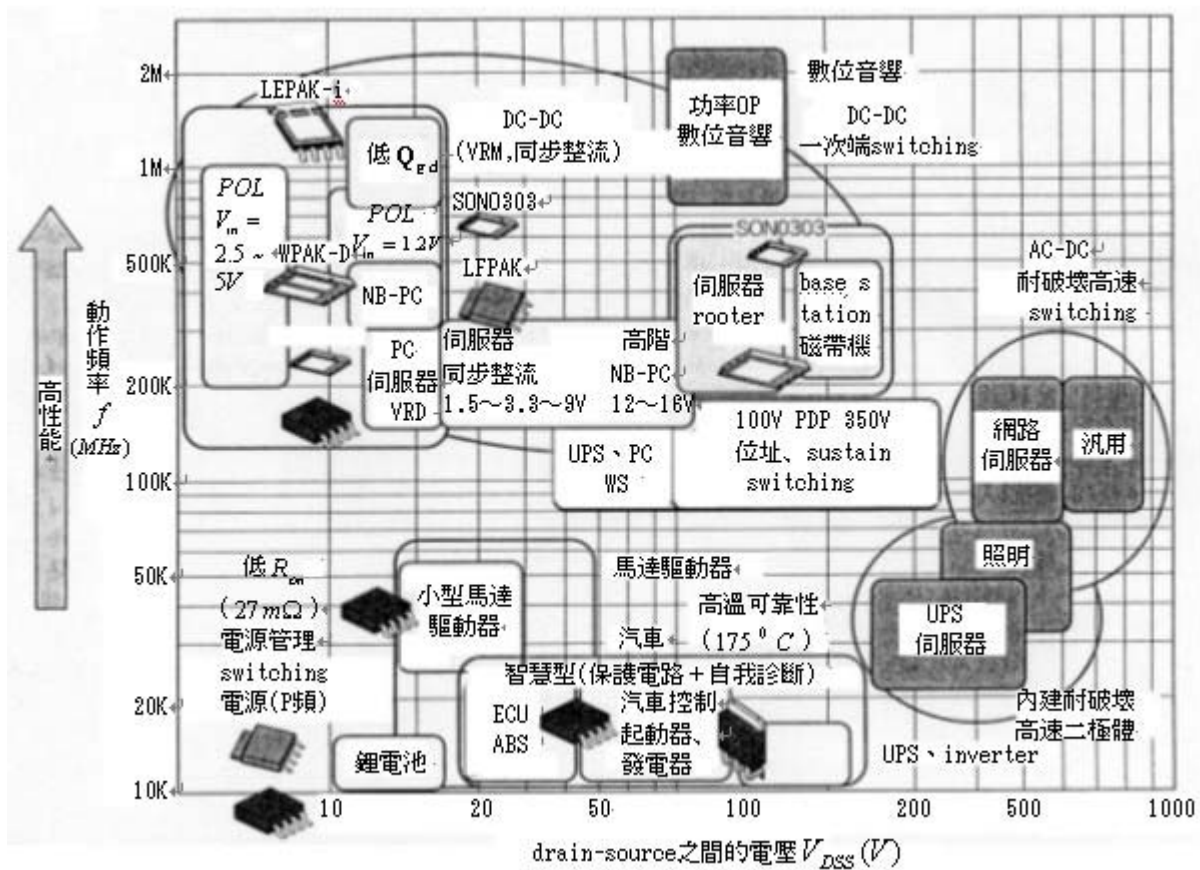 2M
1M
500K
200K
100K
50K
20K
10K
動作頻率 f
(MHz)
高性能
LEPAK-i
低 Qgd
DC-DC
(VRM,同步整流)
功率OP
數位音響
數位音響
DC-DC
一次端switching
POL
Vin =
2.5 ~
5V
WPAK-D
POL
Vin = 12V
SON0303
NB-PC
LFPAK
SON0303
伺服器
rooter
base s
tation
磁帶機
AC-DC
耐破壞高速
switching
PC
伺服器
VRD
伺服器
同步整流
1.5～3.3～9V
高階
NB-PC
12～16V
UPS、PC
WS
100V PDP 350V
位址、sustain
switching
網路
伺服器
汎用
照明
UPS
伺服器
低 Ron
(27mΩ)
電源管理
switching
電源(P頻)
小型馬達
驅動器
馬達驅動器
高溫可靠性
汽車 (175⁰ C)
智慧型(保護電路＋自我診斷)
ECU
ABS
汽車控制
起動器、
發電器
鋰電池
內建耐破壞
高速二極體
UPS、inverter
10 20 50 100 200 500 1000
drain-source之間的電壓VDSS(V)